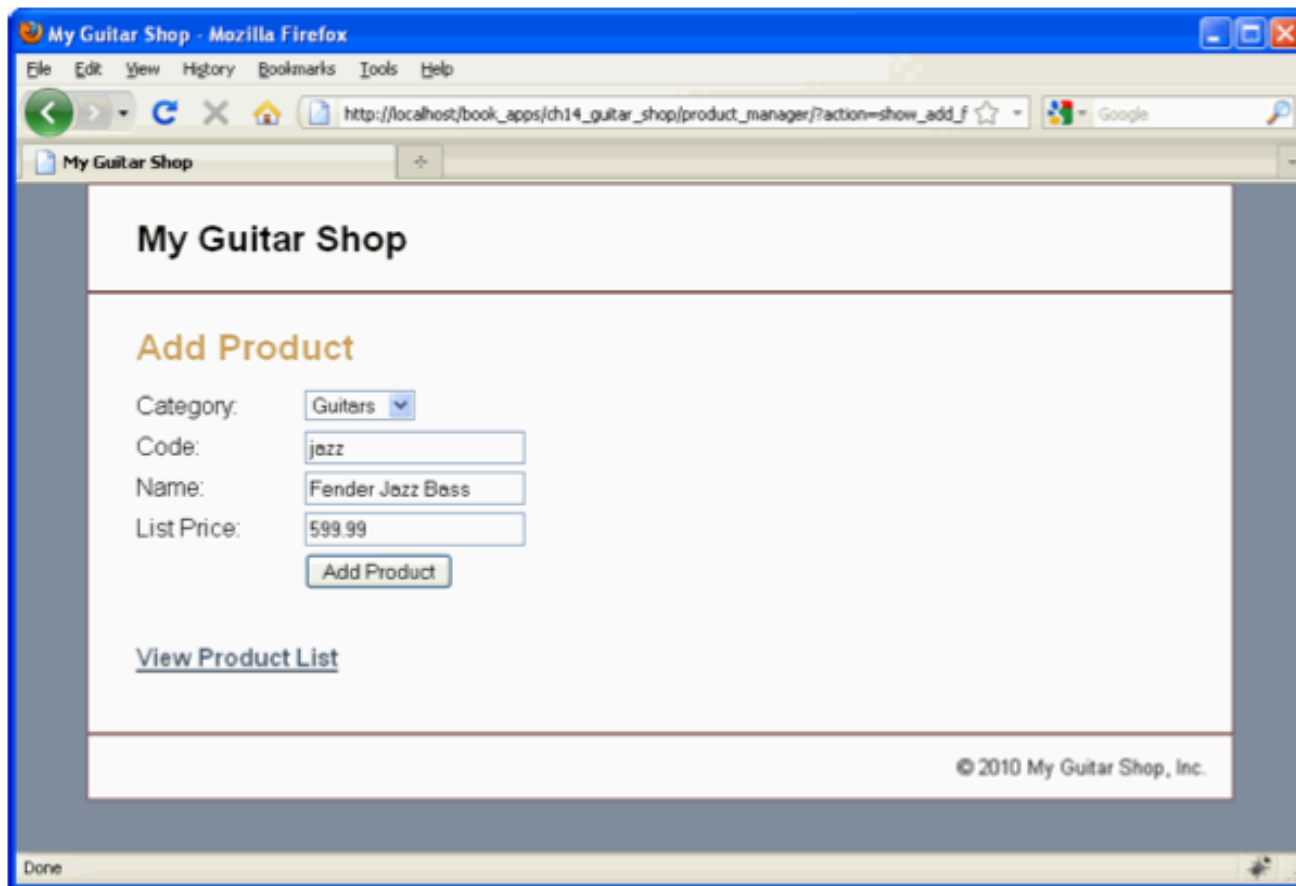 My Guitar Shop - Mozilla Firefox
File Edit View History Bookmarks Tools Help
http://localhost/book_apps/ch14_guitar_shop/product_manager/?action=show_add_f
Google
My Guitar Shop
My Guitar Shop
Add Product
Category: Guitars
Code: jazz
Name: Fender Jazz Bass
List Price: 599.99
Add Product
View Product List
© 2010 My Guitar Shop, Inc.
Done